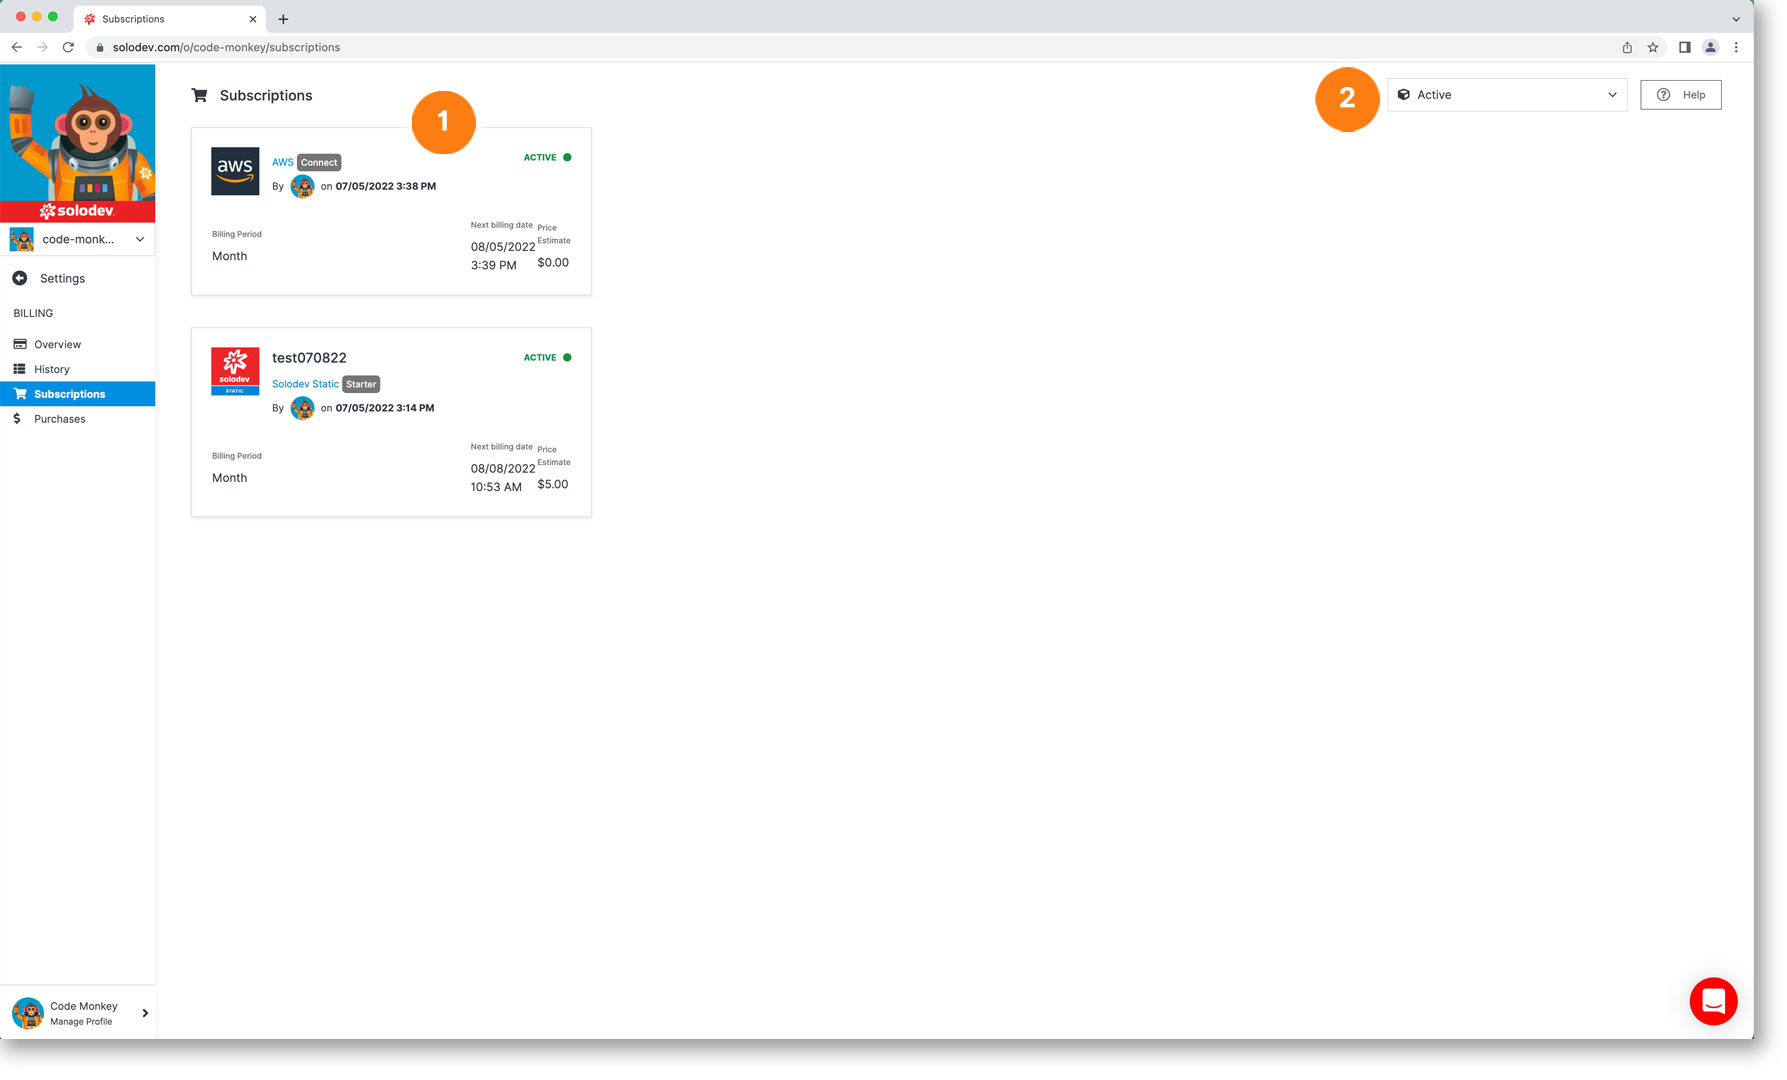 Subscriptions
solodev.com/o/code-monkey/subscriptions
solodev
code-monk...
Settings
BILLING
Overview
History
Subscriptions
Purchases
Code Monkey
Manage Profile
Subscriptions
1
2
Active
Help
aws
AWS Connect
ACTIVE
By on 07/05/2022 3:38 PM
Billing Period
Month
Next billing date
08/05/2022
3:39 PM
Price
Estimate
$0.00
solodev
STATIC
test070822
ACTIVE
Solodev Static Starter
By on 07/05/2022 3:14 PM
Billing Period
Month
Next billing date
08/08/2022
10:53 AM
Price
Estimate
$5.00